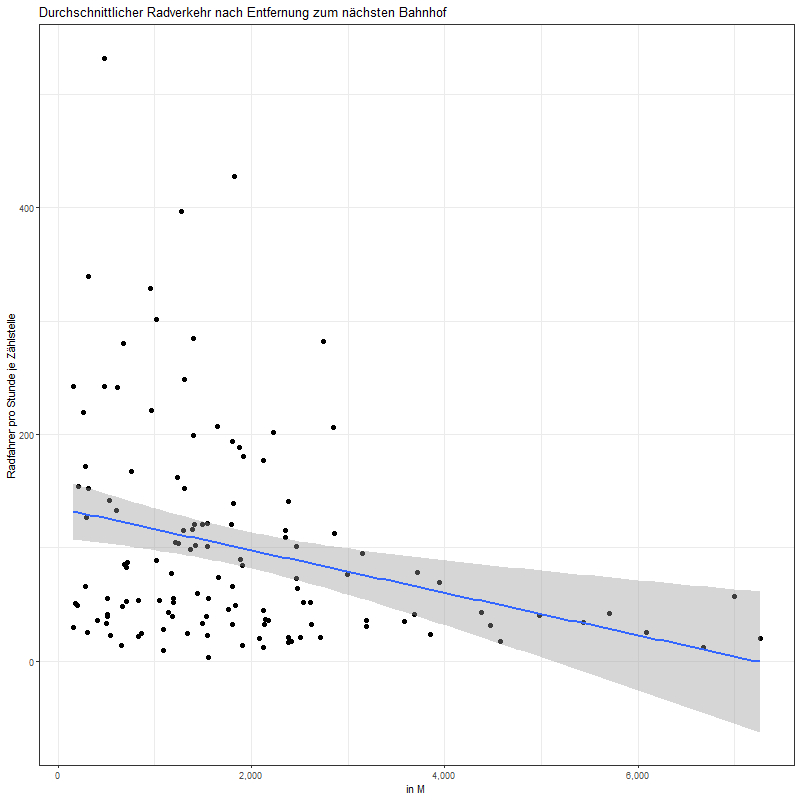 Durchschnittlicher Radverkehr nach Entfernung zum nächsten Bahnhof
Radfahrer pro Stunde je Zählstelle
400
200
0
0
2,000
4,000
6,000
in M